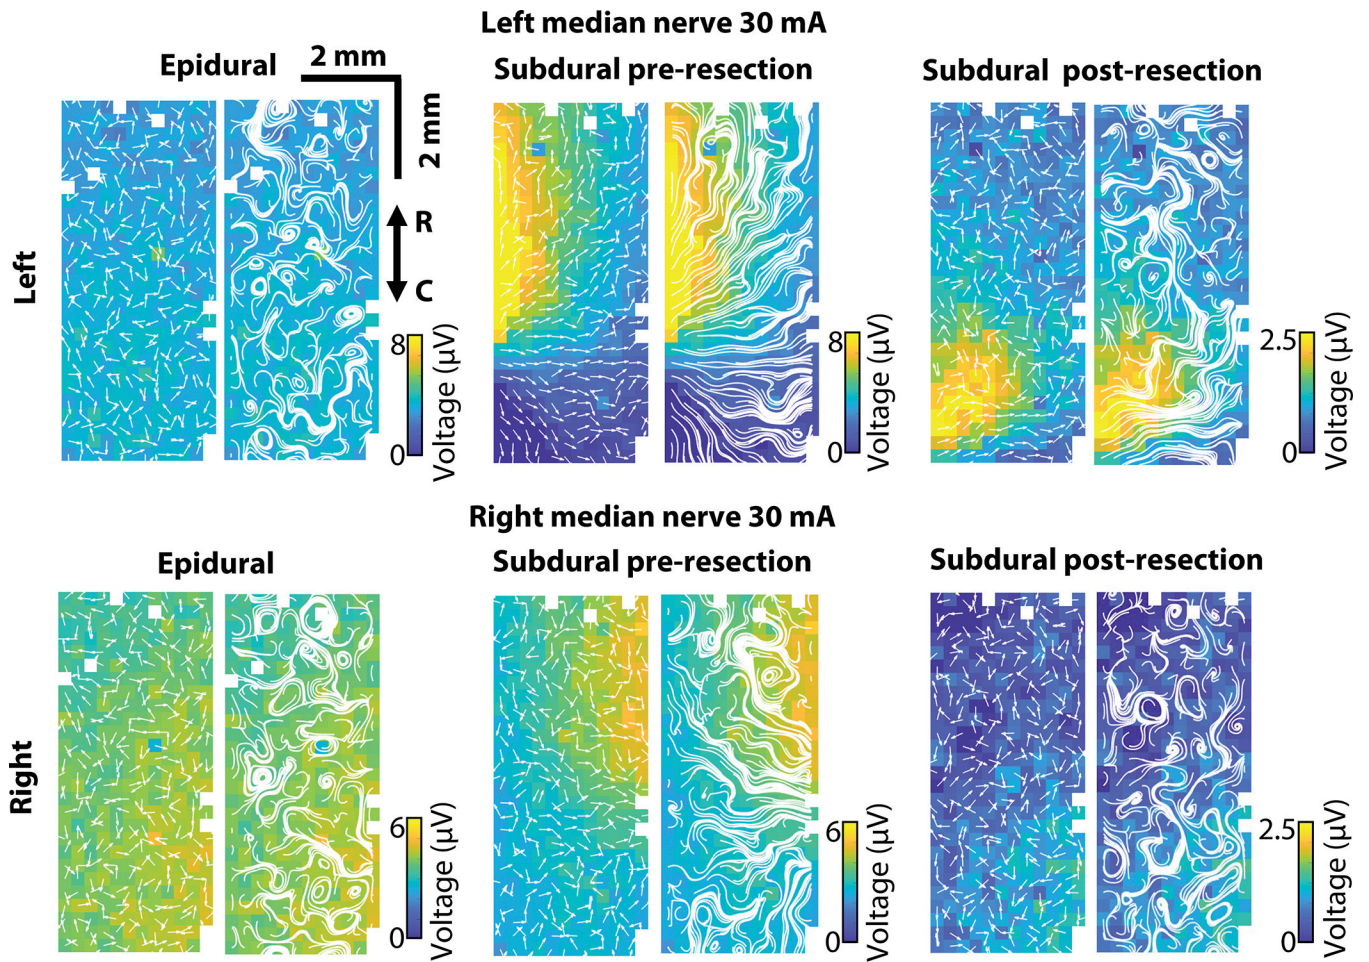 Left median nerve 30 mA
Epidural
2 mm
2 mm
Subdural pre-resection
Subdural post-resection
Left
R
C
8
0
Voltage (µV)
8
0
Voltage (µV)
2.5
0
Voltage (µV)
Right median nerve 30 mA
Epidural
Subdural pre-resection
Subdural post-resection
Right
6
0
Voltage (µV)
6
0
Voltage (µV)
2.5
0
Voltage (µV)